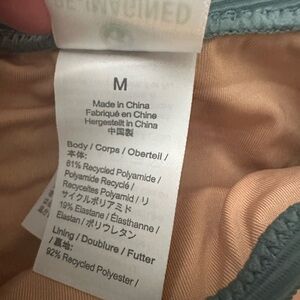 RE-IMAGINED
M
Made in China
Fabriqué en Chine
Hergestellt in China
中国製
Body / Corps / Oberteil /
本体:
81% Recycled Polyamide /
Polyamide Recyclé /
Recyceltes Polyamid / リ
サイクルポリアミド
19% Elastane / Élasthanne /
Elastan / ポリウレタン
Lining / Doublure / Futter
/ 裏地:
92% Recycled Polyester /